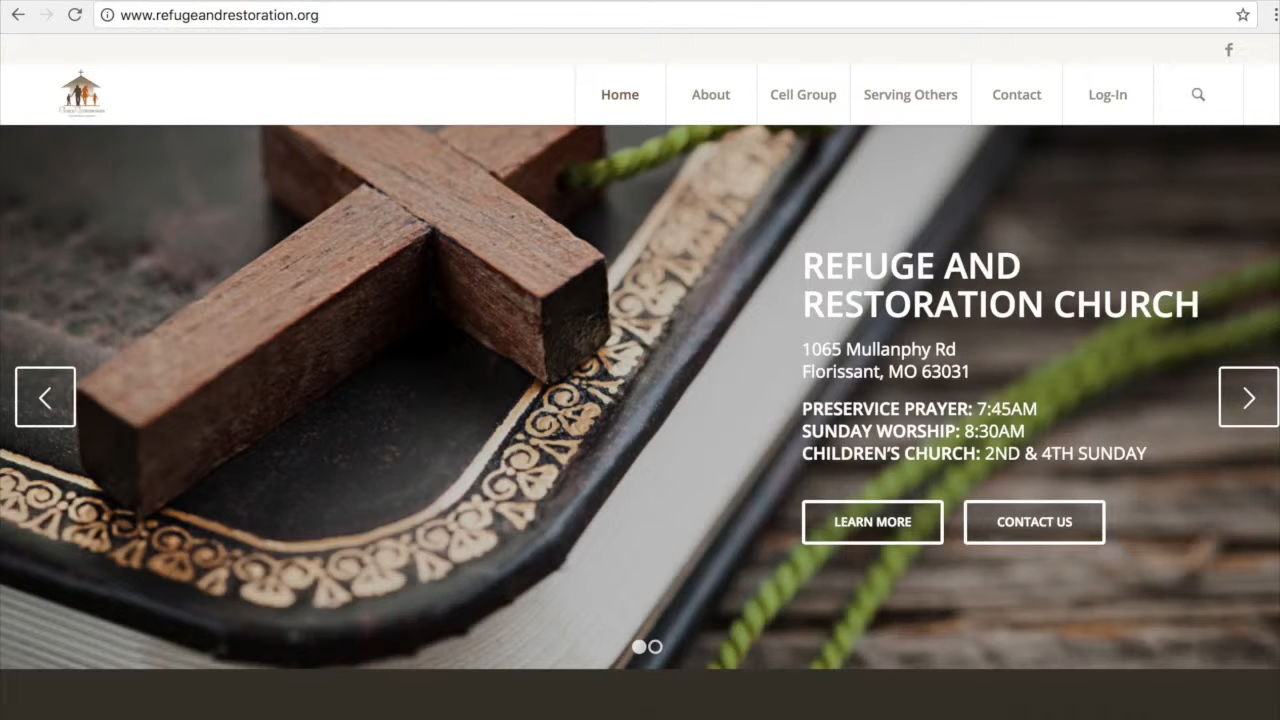 www.refugeandrestoration.org
Home About Cell Group Serving Others Contact Log-In
REFUGE AND
RESTORATION CHURCH
1065 Mullanphy Rd
Florissant, MO 63031
PRESERVICE PRAYER: 7:45AM
SUNDAY WORSHIP: 8:30AM
CHILDREN'S CHURCH: 2ND & 4TH SUNDAY
LEARN MORE CONTACT US